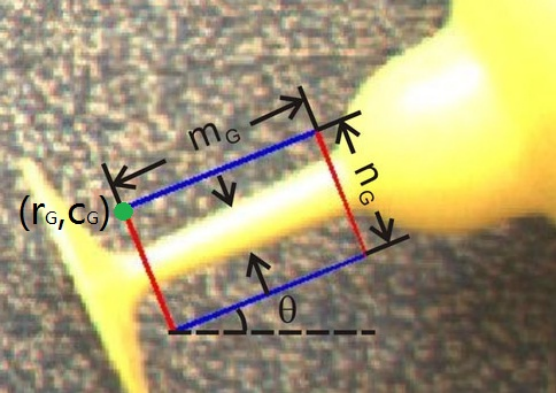 m_G
n_G
(r_G,c_G)
θ